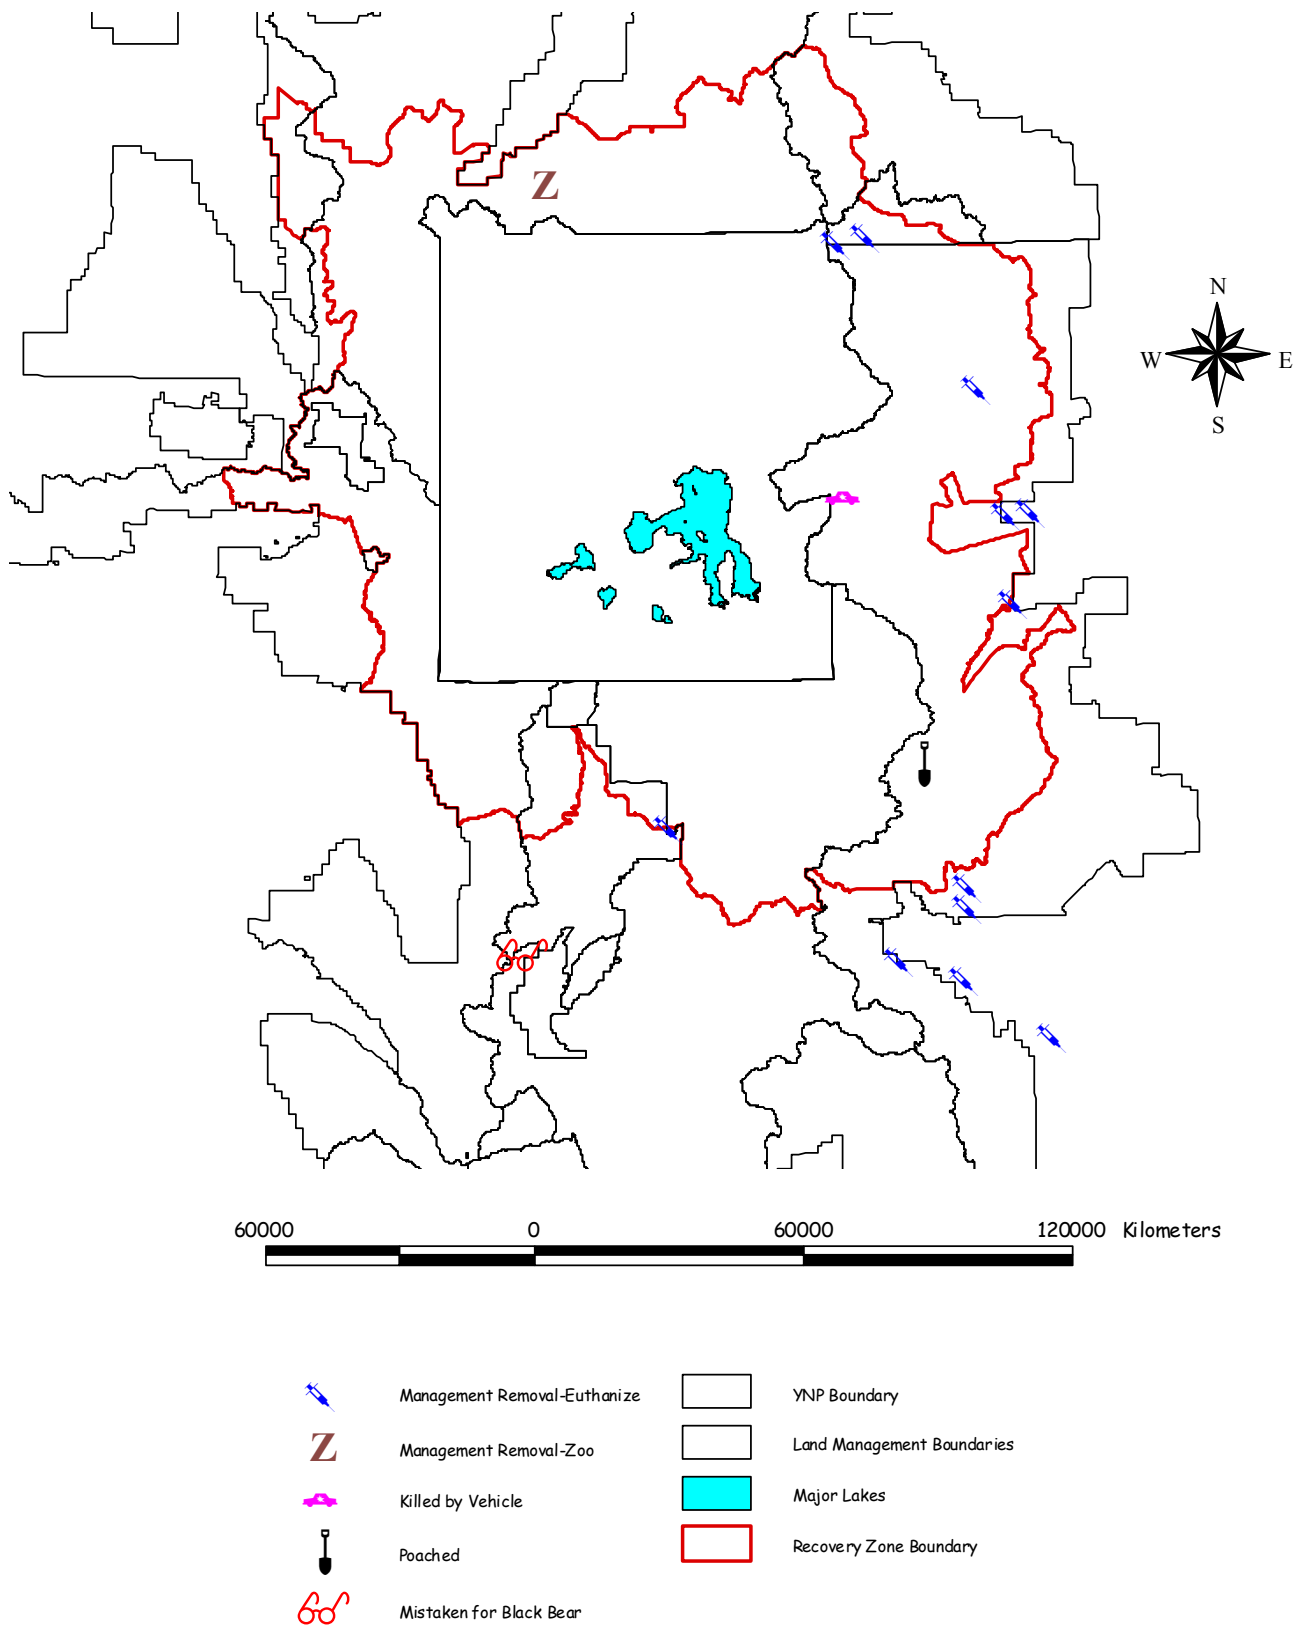 Z
N
W E
S
60000 0 60000 120000 Kilometers
Management Removal-Euthanize
YNP Boundary
Z Management Removal-Zoo
Land Management Boundaries
Killed by Vehicle
Major Lakes
Poached
Recovery Zone Boundary
Mistaken for Black Bear